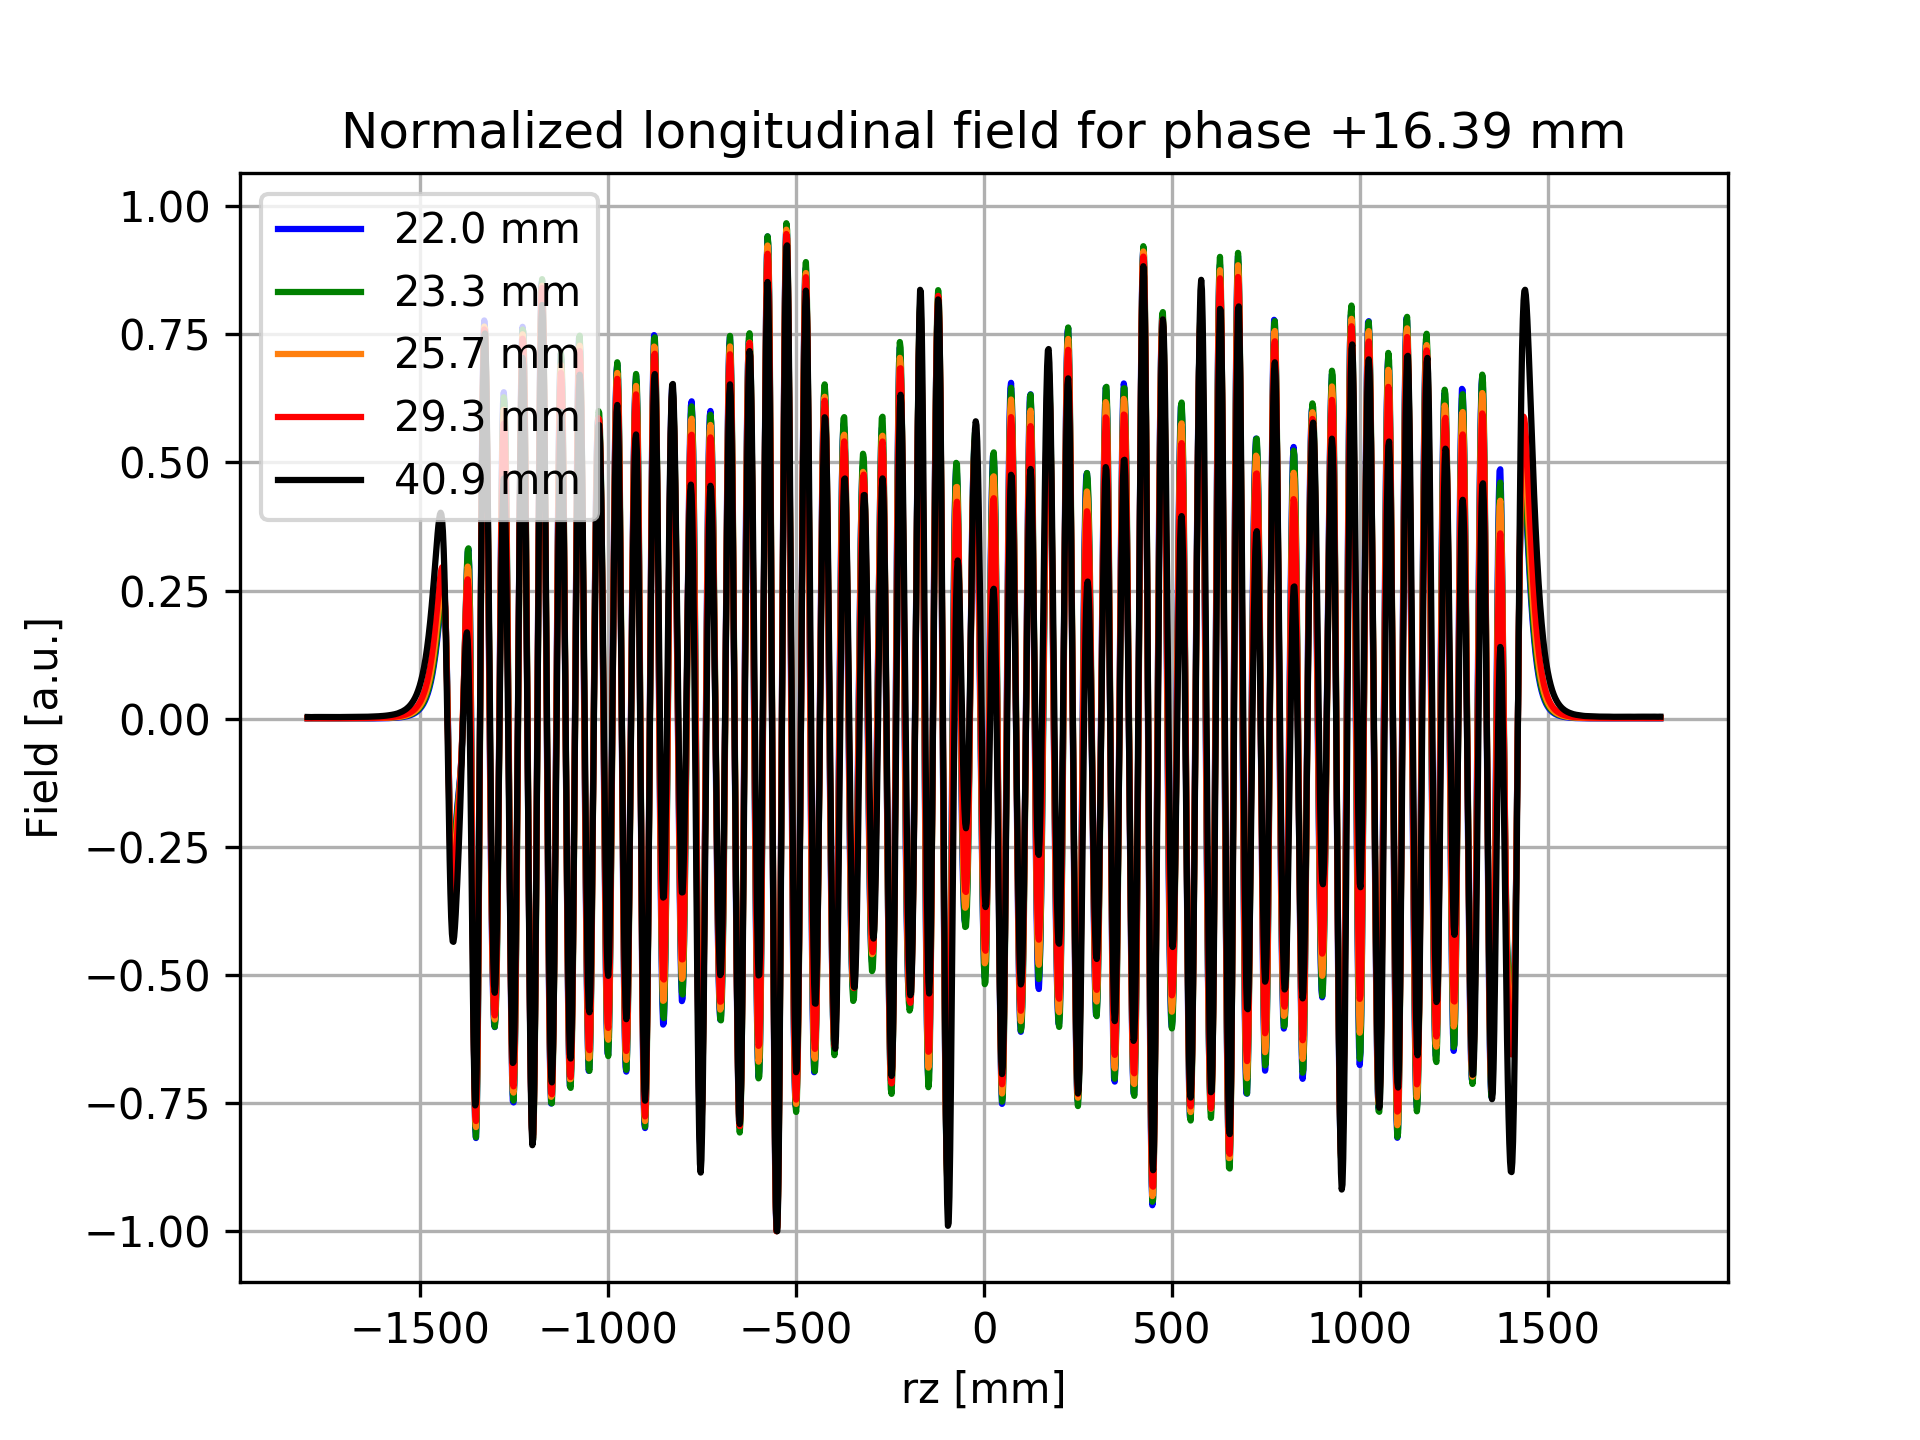 Normalized longitudinal field for phase +16.39 mm
22.0 mm
23.3 mm
25.7 mm
29.3 mm
40.9 mm
1.00
0.75
0.50
0.25
0.00
−0.25
−0.50
−0.75
−1.00
Field [a.u.]
−1500 −1000 −500 0 500 1000 1500
rz [mm]